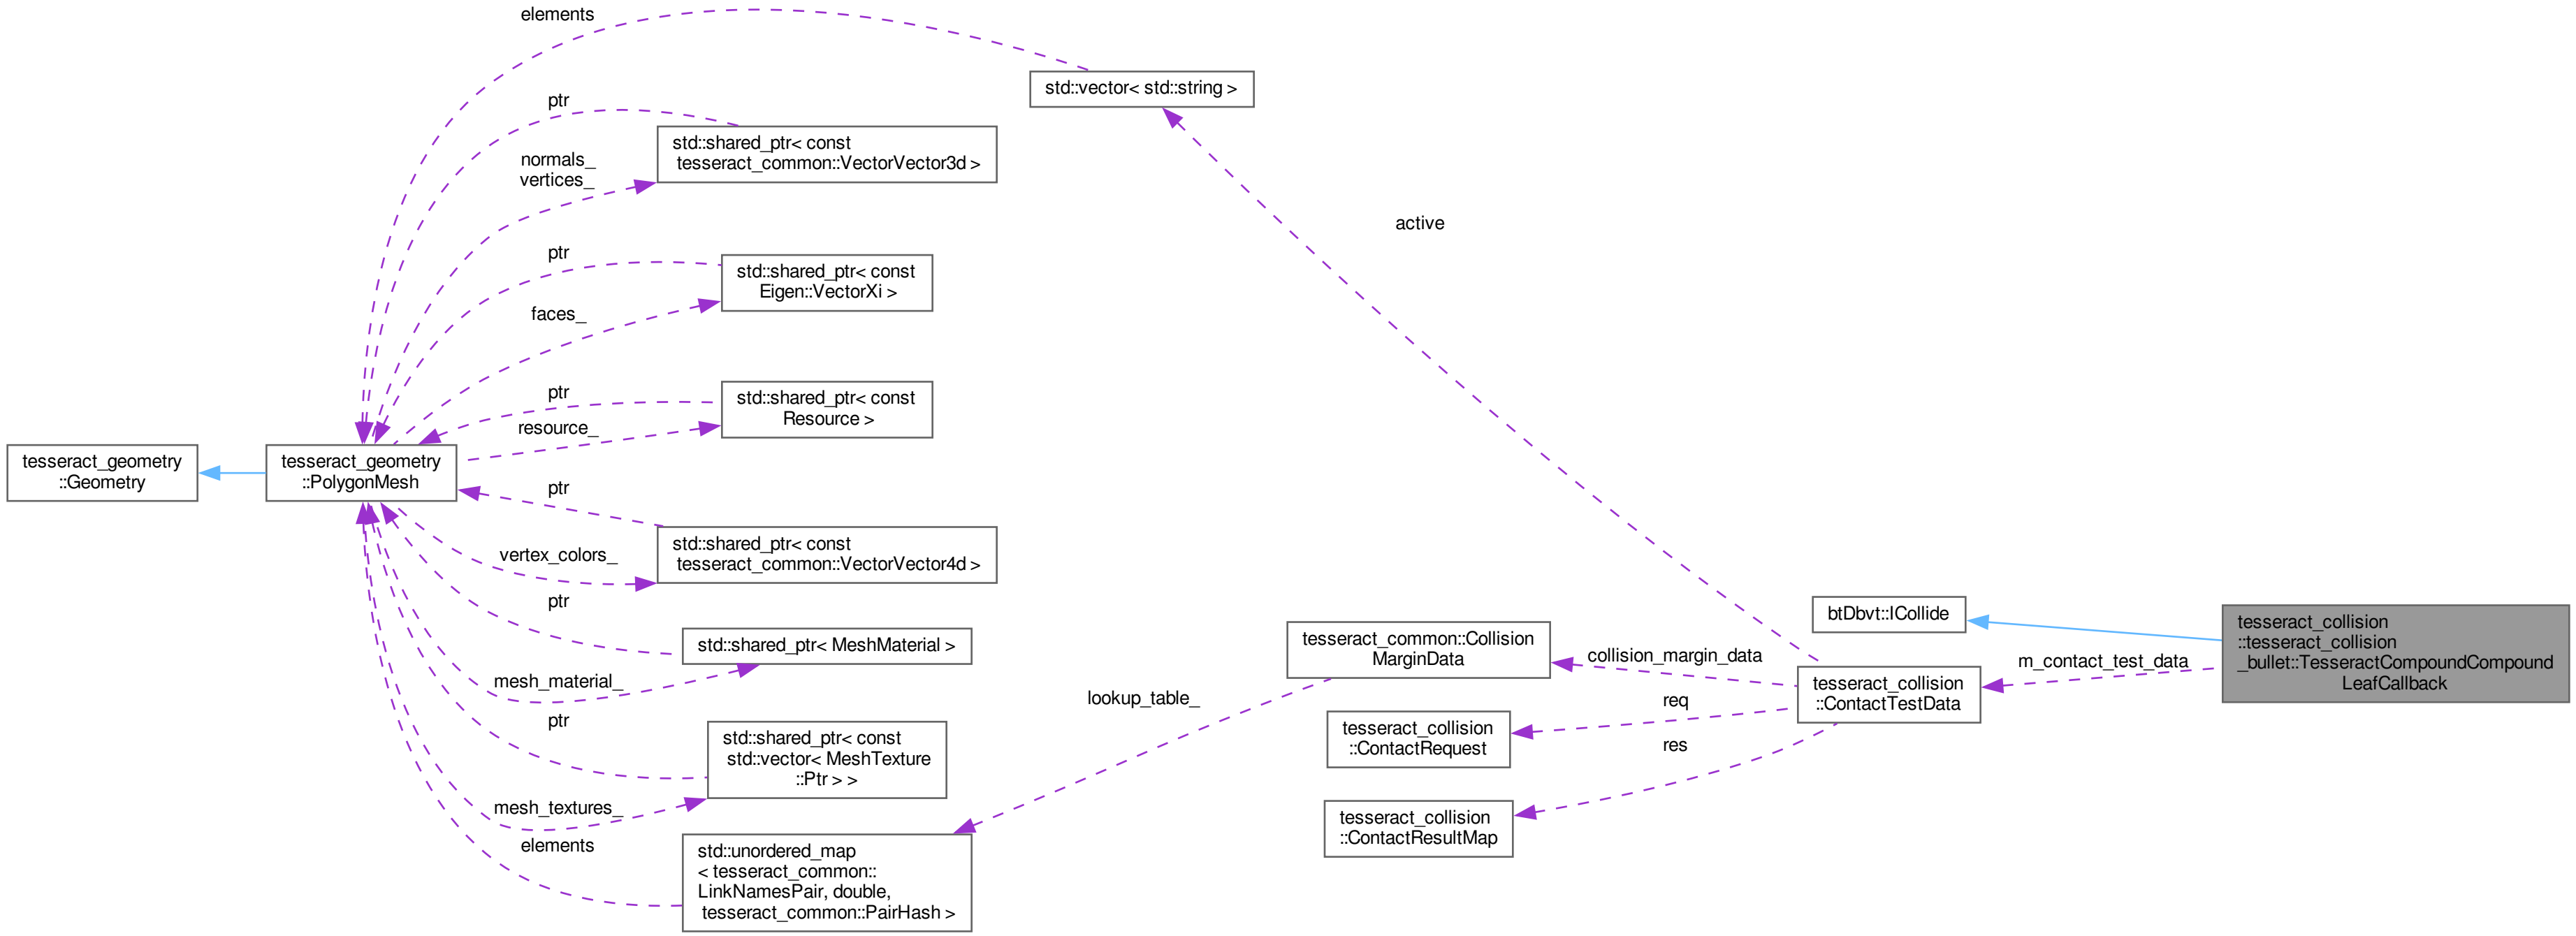 elements
std::vector< std::string >
ptr
std::shared_ptr< const
tesseract_common::VectorVector3d >
normals_
vertices_
active
ptr
std::shared_ptr< const
Eigen::VectorXi >
faces_
ptr
std::shared_ptr< const
Resource >
resource_
tesseract_geometry
::Geometry
tesseract_geometry
::PolygonMesh
ptr
std::shared_ptr< const
tesseract_common::VectorVector4d >
vertex_colors_
ptr
std::shared_ptr< MeshMaterial >
mesh_material_
ptr
std::shared_ptr< const
std::vector< MeshTexture
::Ptr > >
mesh_textures_
elements
std::unordered_map
< tesseract_common::
LinkNamesPair, double,
tesseract_common::PairHash >
lookup_table_
tesseract_common::Collision
MarginData
collision_margin_data
tesseract_collision
::ContactRequest
req
tesseract_collision
::ContactResultMap
res
btDbvt::ICollide
tesseract_collision
::ContactTestData
m_contact_test_data
tesseract_collision
::tesseract_collision
_bullet::TesseractCompoundCompound
LeafCallback